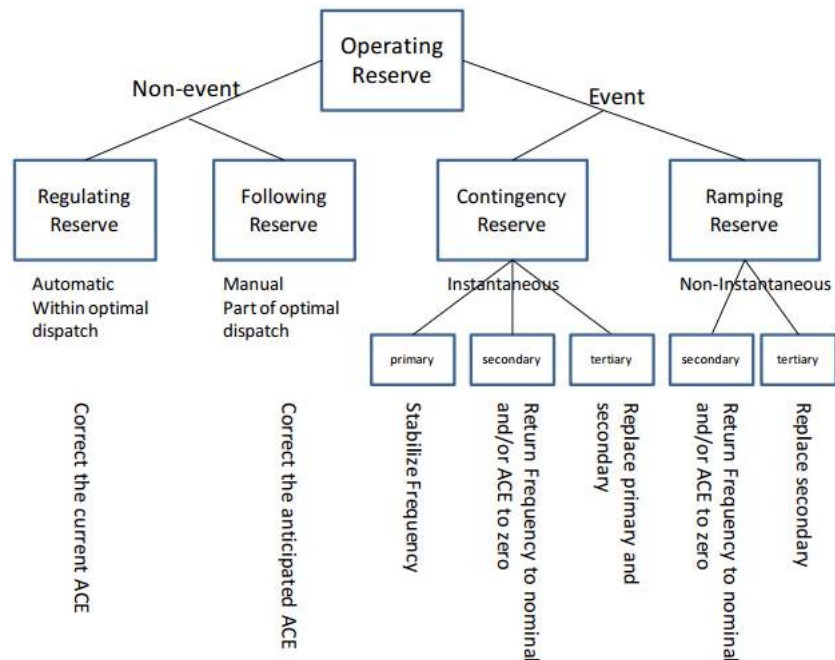 Operating
Reserve
Non-event
Event
Regulating
Reserve
Following
Reserve
Contingency
Reserve
Ramping
Reserve
Automatic
Within optimal
dispatch
Manual
Part of optimal
dispatch
Instantaneous
Non-Instantaneous
primary
secondary
tertiary
secondary
tertiary
Correct the current ACE
Correct the anticipated ACE
Stabilize Frequency
Return Frequency to nominal
and/or ACE to zero
Replace primary and
secondary
Return Frequency to nominal
and/or ACE to zero
Replace secondary